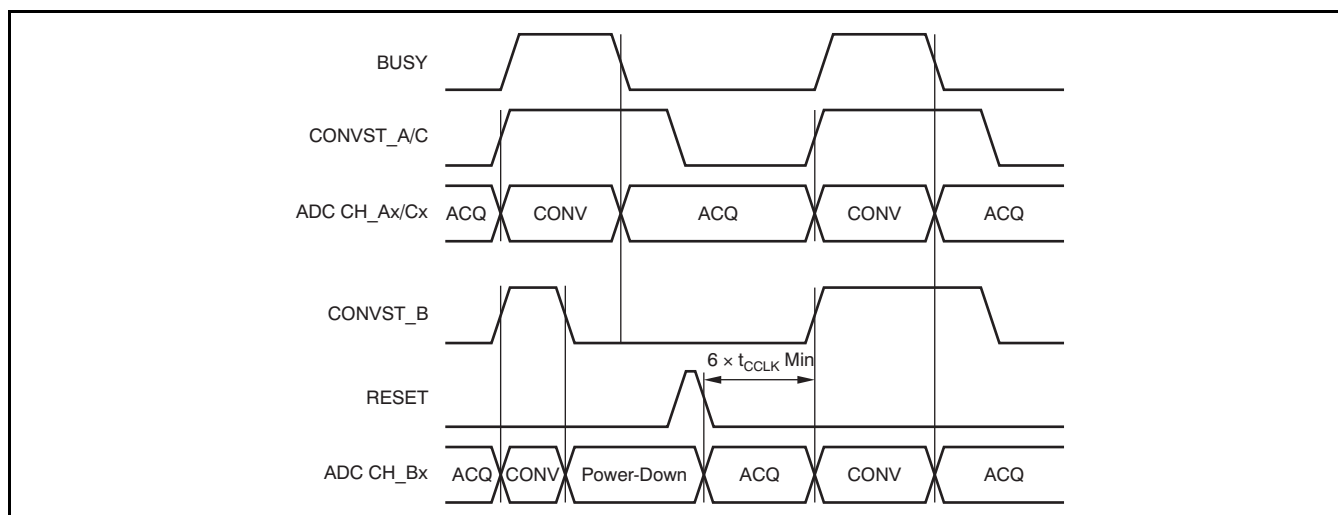 BUSY
CONVST_A/C
ADC CH_Ax/Cx ACQ CONV ACQ CONV ACQ
CONVST_B
6 × tCCLK Min
RESET
ADC CH_Bx ACQ CONV Power-Down ACQ CONV ACQ